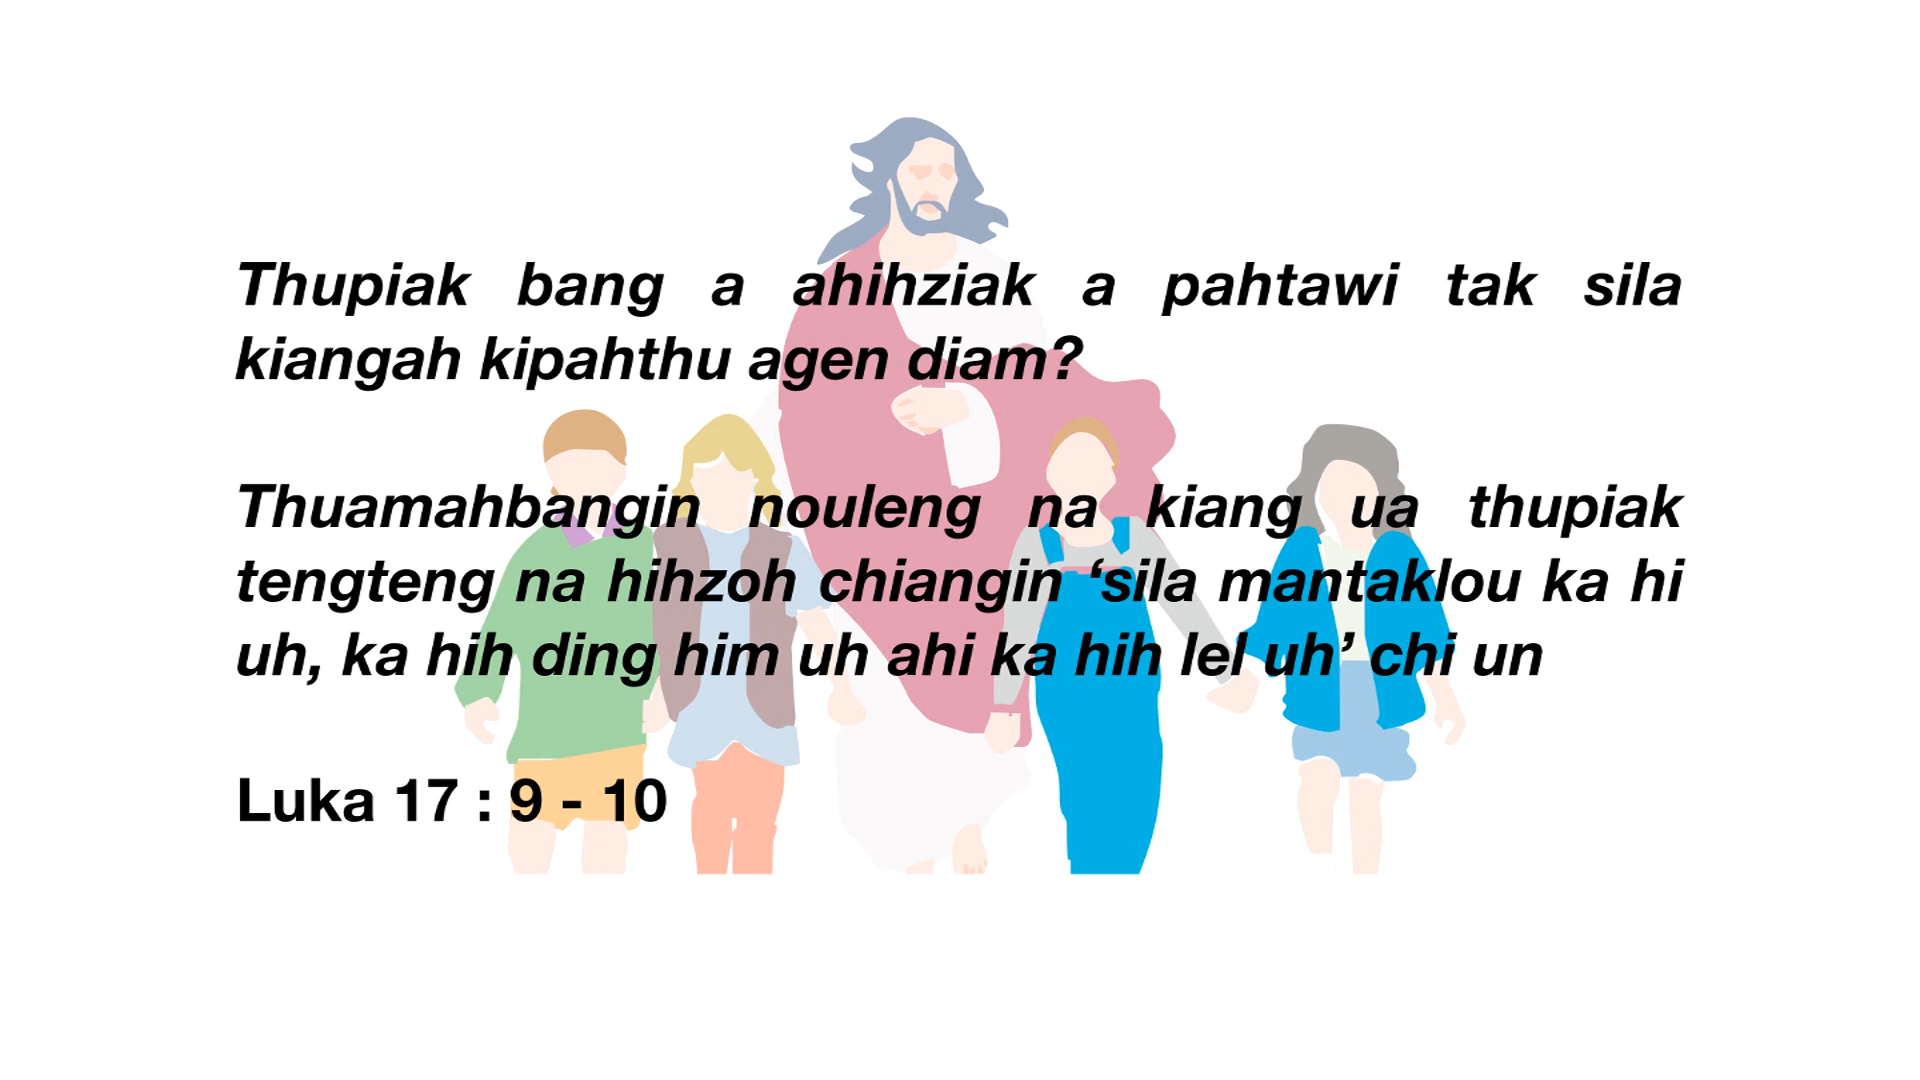 Thupiak bang a ahihziak a pahtawi tak sila
kiangah kipahthu agen diam?
Thuamahbangin nouleng na kiang ua thupiak
tengteng na hihzoh chiangin ‘sila mantaklou ka hi
uh, ka hih ding him uh ahi ka hih lel uh’ chi un
Luka 17 : 9 - 10